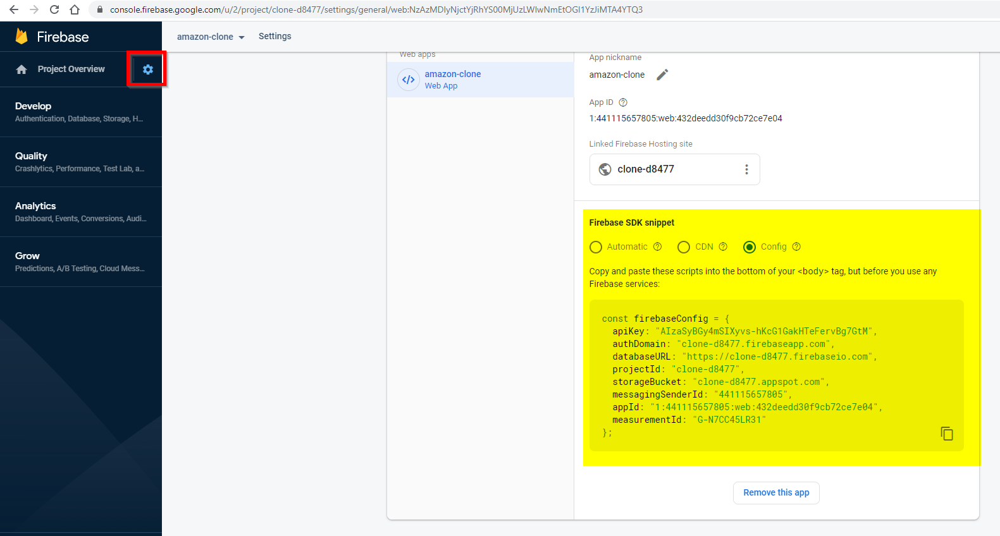 console.firebase.google.com/u/2/project/clone-d8477/settings/general/web:NzAzMDIyNjctYjRhYS00MjUzLWIwNmEtOGI1YzJiMTA4YTQ3
Firebase
amazon-clone
Settings
Project Overview
Develop
Authentication, Database, Storage, H...
Quality
Crashlytics, Performance, Test Lab, a...
Analytics
Dashboard, Events, Conversions, Audi...
Grow
Predictions, A/B Testing, Cloud Mess...
Web apps
</>
amazon-clone
Web App
App nickname
amazon-clone
App ID ?
1:441115657805:web:432deedd30f9cb72ce7e04
Linked Firebase Hosting site
clone-d8477
Firebase SDK snippet
Automatic ? CDN ? Config ?
Copy and paste these scripts into the bottom of your <body> tag, but before you use any
Firebase services:
const firebaseConfig = {
apiKey: "AIzaSyBGy4mSIXyvs-hKcG1GakHTeFervBg7GtM",
authDomain: "clone-d8477.firebaseapp.com",
databaseURL: "https://clone-d8477.firebaseio.com",
projectId: "clone-d8477",
storageBucket: "clone-d8477.appspot.com",
messagingSenderId: "441115657805",
appId: "1:441115657805:web:432deedd30f9cb72ce7e04",
measurementId: "G-N7CC45LR31"
};
Remove this app